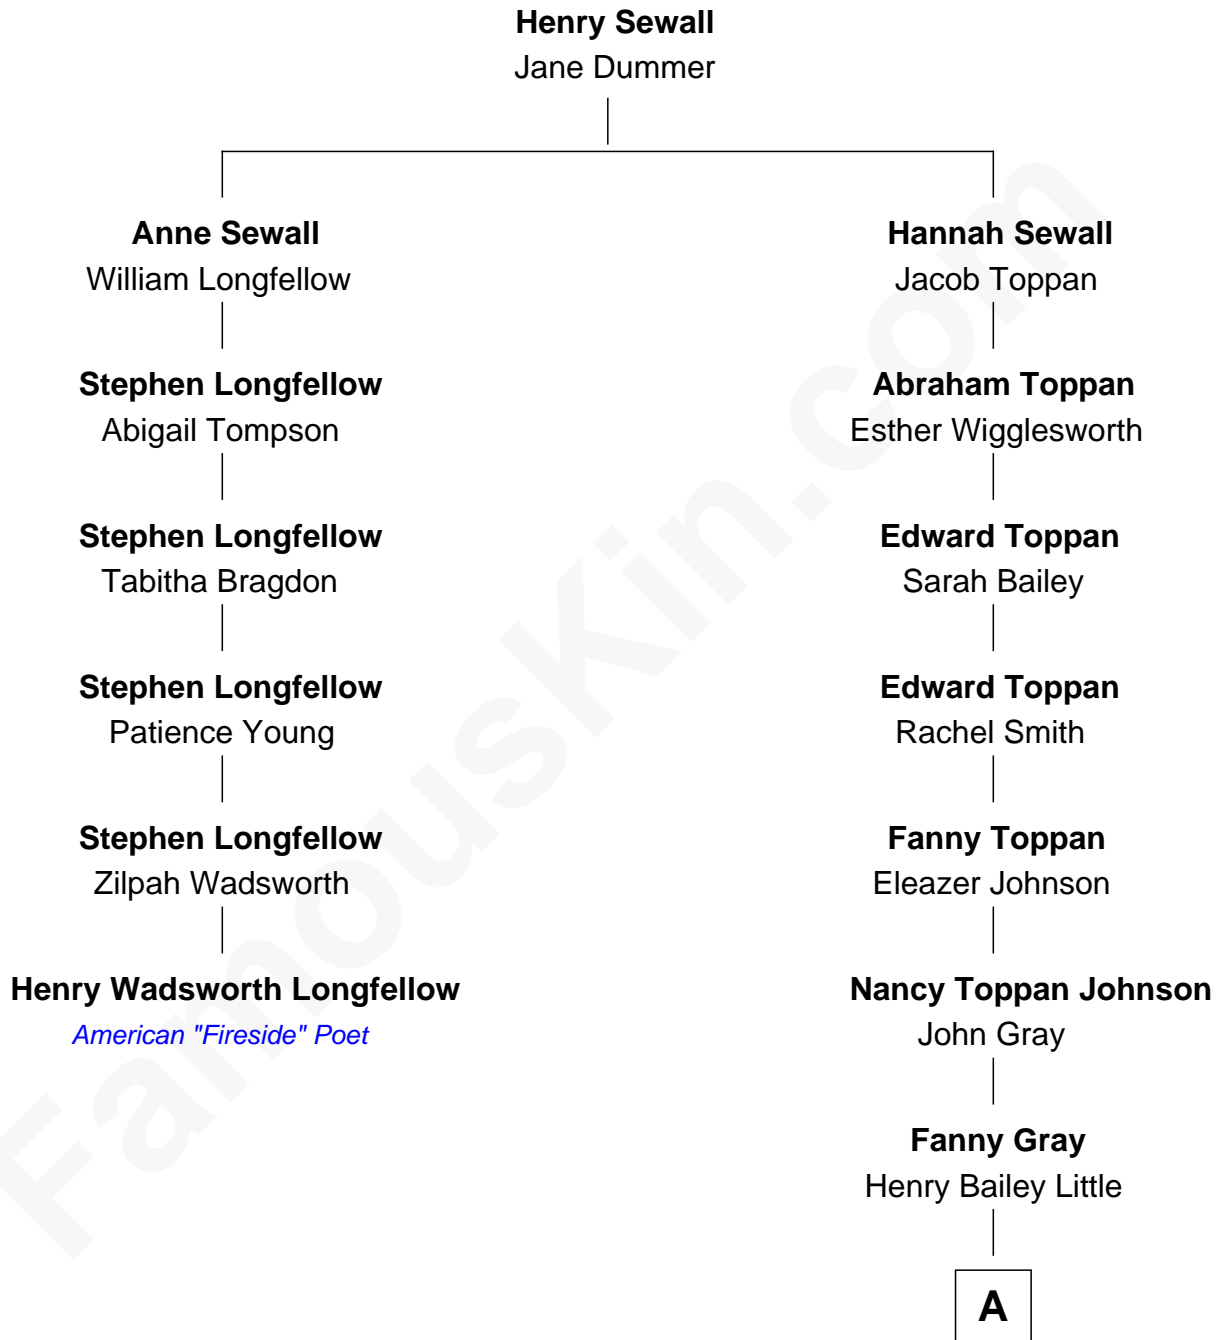 Henry Sewall
Jane Dummer
Anne Sewall
William Longfellow
Hannah Sewall
Jacob Toppan
Stephen Longfellow
Abigail Tompson
Abraham Toppan
Esther Wigglesworth
Stephen Longfellow
Tabitha Bragdon
Edward Toppan
Sarah Bailey
Stephen Longfellow
Patience Young
Edward Toppan
Rachel Smith
Stephen Longfellow
Zilpah Wadsworth
Fanny Toppan
Eleazer Johnson
Henry Wadsworth Longfellow
American "Fireside" Poet
Nancy Toppan Johnson
John Gray
Fanny Gray
Henry Bailey Little
A
FamousKin.com